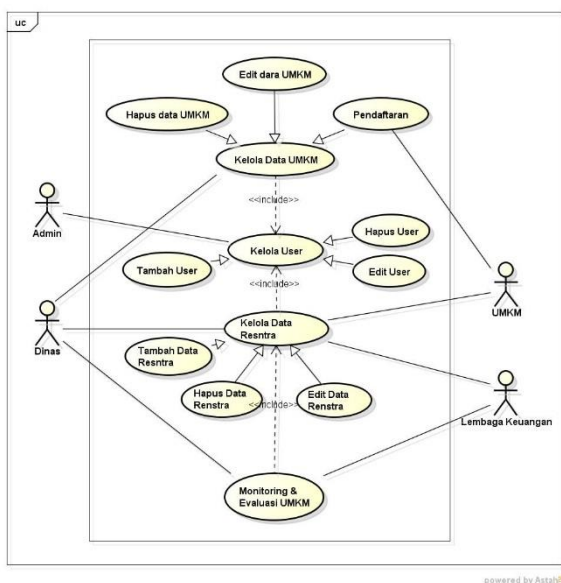 uc
Edit dara UMKM
Hapus data UMKM
Pendaftaran
Kelola Data UMKM
<<include>>
Admin
Kelola User
Hapus User
Tambah User
Edit User
<<include>>
UMKM
Dinas
Kelola Data
Resntra
Tambah Data
Resntra
Hapus Data
Renstra
<<include>>
Edit Data
Renstra
Lembaga Keuangan
Monitoring &
Evaluasi UMKM
powered by Astah